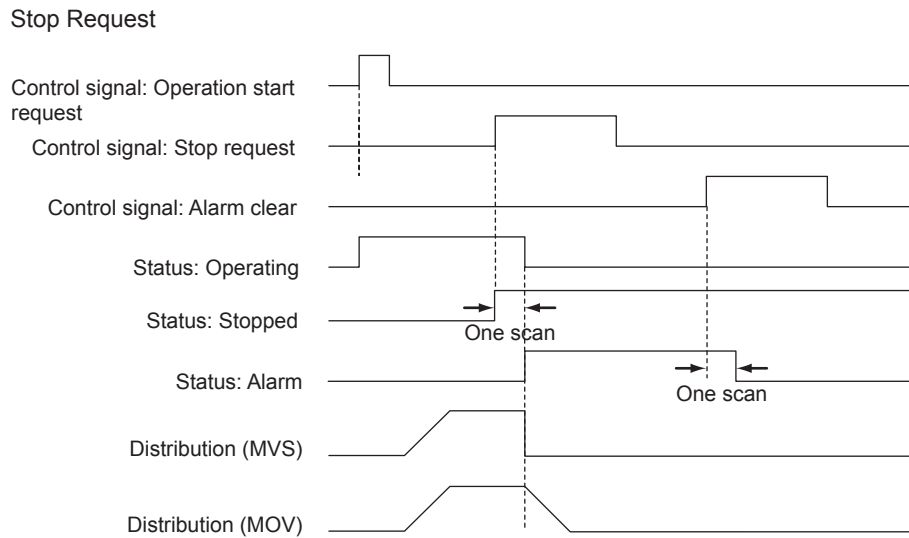 Stop Request
Control signal: Operation start
request
Control signal: Stop request
Control signal: Alarm clear
Status: Operating
Status: Stopped
One scan
Status: Alarm
One scan
Distribution (MVS)
Distribution (MOV)